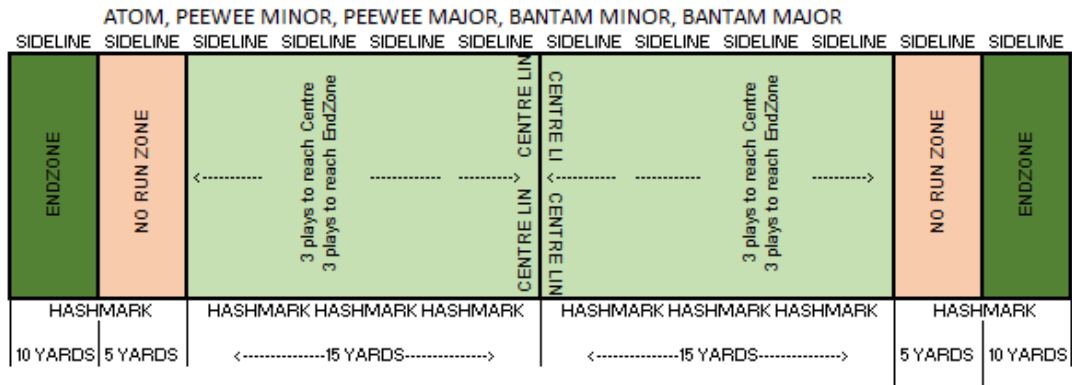 ATOM, PEEWEE MINOR, PEEWEE MAJOR, BANTAM MINOR, BANTAM MAJOR
SIDELINE SIDELINE SIDELINE SIDELINE SIDELINE SIDELINE SIDELINE SIDELINE SIDELINE SIDELINE SIDELINE SIDELINE
ENDZONE
NO RUN ZONE
<---------- ---------- -------->
3 plays to reach Centre
3 plays to reach EndZone
CENTRE LIN
CENTRE LIN
CENTRE LI
CENTRE LIN
<---------- ---------- -------->
3 plays to reach Centre
3 plays to reach EndZone
NO RUN ZONE
ENDZONE
HASHMARK HASHMARK HASHMARK HASHMARK HASHMARK HASHMARK HASHMARK HASHMARK
10 YARDS 5 YARDS <---------------15 YARDS--------------> <---------------15 YARDS--------------> 5 YARDS 10 YARDS